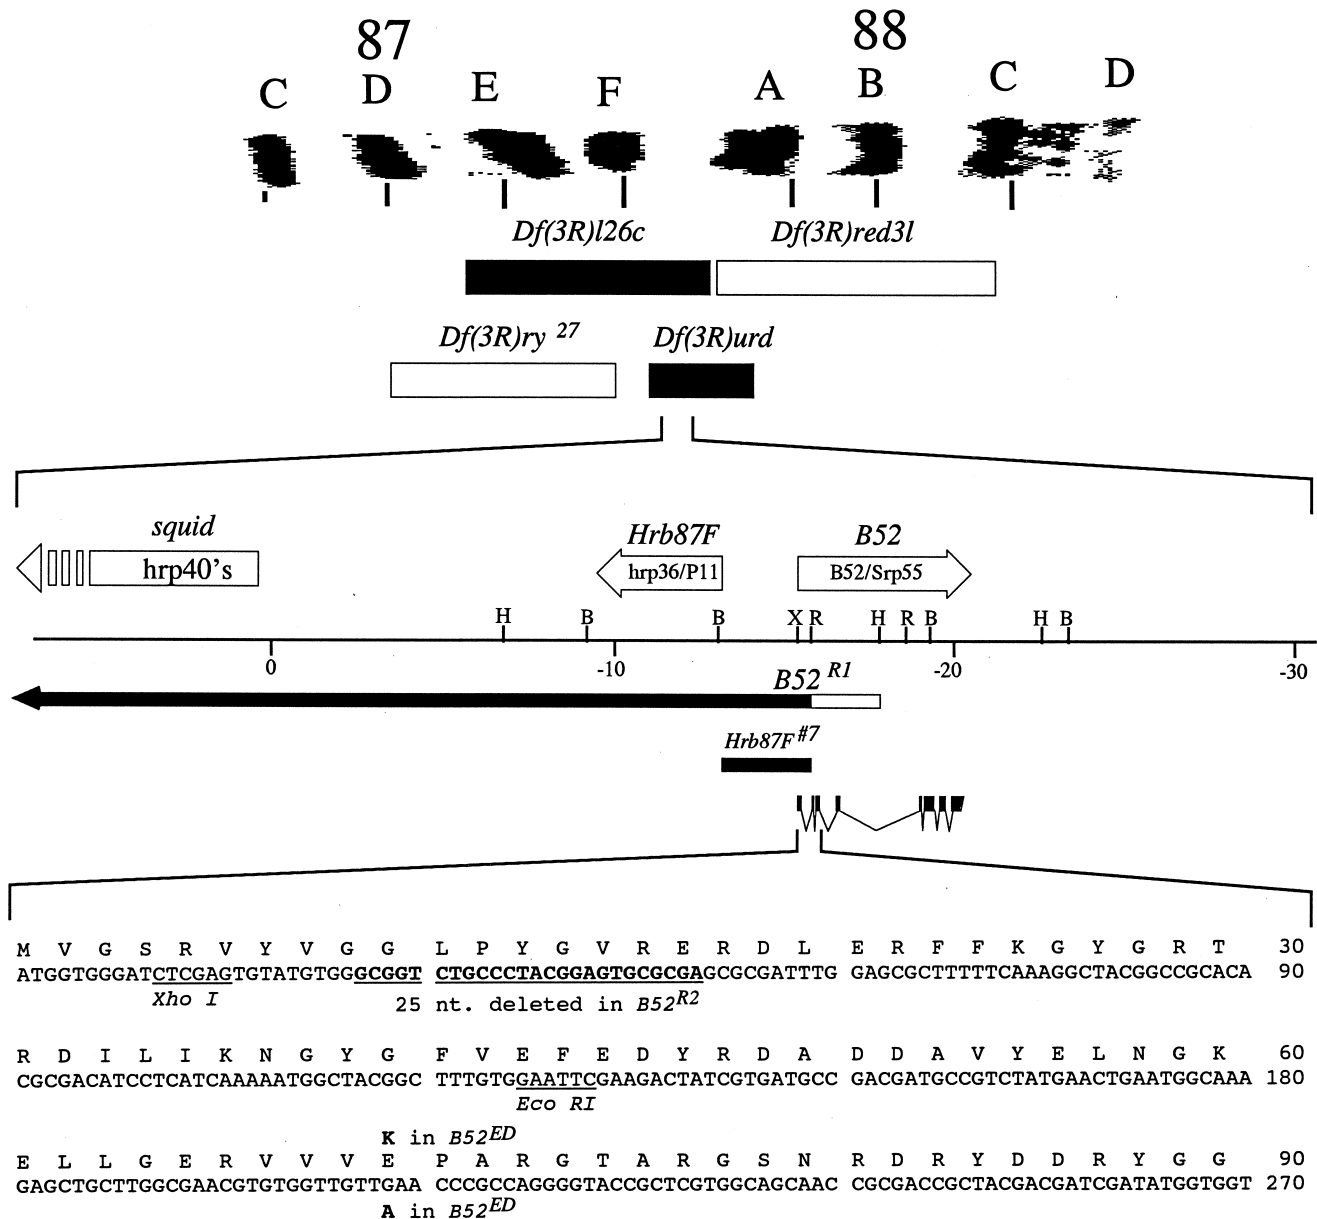 87 88
C D E F A B C D
Df(3R)l26c Df(3R)red3l
Df(3R)ry 27 Df(3R)urd
squid Hrb87F B52
hrp40's hrp36/P11 B52/Srp55
H B B X R H R B H B
0 -10 -20 -30
B52 R1
Hrb87F #7
M V G S R V Y V G G L P Y G V R E R D L E R F F K G Y G R T 30
ATGGTGGGATCTCGAGTGTATGTGGGCGGT CTGCCCTACGGAGTGCGCGAGCGCGATTTG GAGCGCTTTTTCAAAGGCTACGGCCGCACA 90
Xho I 25 nt. deleted in B52R2
R D I L I K N G Y G F V E F E D Y R D A D D A V Y E L N G K 60
CGCGACATCCTCATCAAAAATGGCTACGGC TTTGTGGAATTCGAAGACTATCGTGATGCC GACGATGCCGTCTATGAACTGAATGGCAAA 180
Eco RI
K in B52ED
E L L G E R V V V E P A R G T A R G S N R D R Y D D R Y G G 90
GAGCTGCTTGGCGAACGTGTGGTTGTTGAA CCCGCCAGGGGTACCGCTCGTGGCAGCAAC CGCGACCGCTACGACGATCGATATGGTGGT 270
A in B52ED